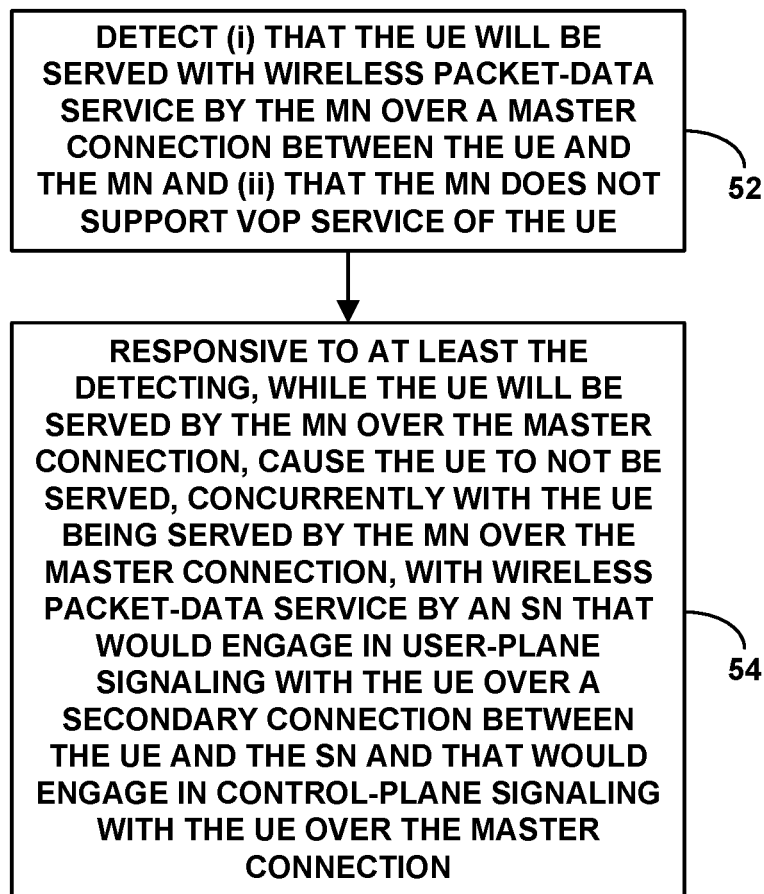 DETECT (i) THAT THE UE WILL BE
SERVED WITH WIRELESS PACKET-DATA
SERVICE BY THE MN OVER A MASTER
CONNECTION BETWEEN THE UE AND
THE MN AND (ii) THAT THE MN DOES NOT
SUPPORT VOP SERVICE OF THE UE
52
RESPONSIVE TO AT LEAST THE
DETECTING, WHILE THE UE WILL BE
SERVED BY THE MN OVER THE MASTER
CONNECTION, CAUSE THE UE TO NOT BE
SERVED, CONCURRENTLY WITH THE UE
BEING SERVED BY THE MN OVER THE
MASTER CONNECTION, WITH WIRELESS
PACKET-DATA SERVICE BY AN SN THAT
WOULD ENGAGE IN USER-PLANE
SIGNALING WITH THE UE OVER A
SECONDARY CONNECTION BETWEEN
THE UE AND THE SN AND THAT WOULD
ENGAGE IN CONTROL-PLANE SIGNALING
WITH THE UE OVER THE MASTER
CONNECTION
54